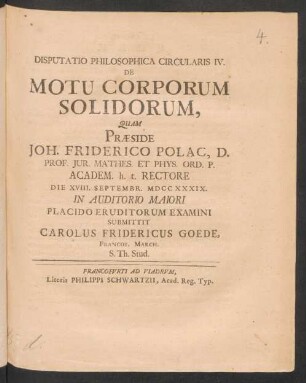 4.
DISPUTATIO PHILOSOPHICA CIRCULARIS IV.
DE
MOTU CORPORUM
SOLIDORUM,
QUAM
PRÆSIDE
JOH. FRIDERICO POLAC, D.
PROF. JUR. MATHES. ET PHYS. ORD. P.
ACADEM. h. t. RECTORE
DIE XVIII. SEPTEMBR. MDCCXXXIX.
IN AUDITORIO MAIORI
PLACIDO ERUDITORUM EXAMINI
SUBMITTIT
CAROLUS FRIDERICUS GOEDE,
FRANCOF. MARCH.
S. Th. Stud.
FRANCOFURTI AD VIADRUM,
Literis PHILIPPI SCHWARTZII, Acad. Reg. Typ.